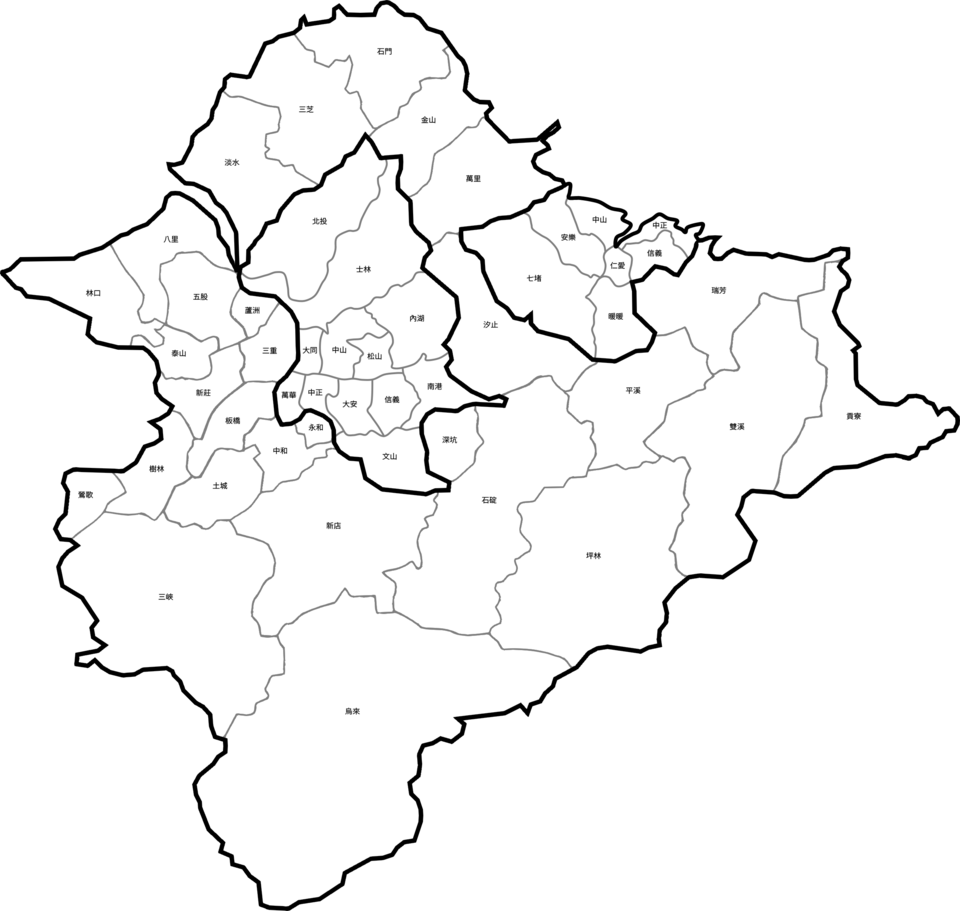 石門
三芝
金山
淡水
萬里
北投
中山
中正
八里
安樂
信義
士林
仁愛
七堵
瑞芳
林口
五股
蘆洲
內湖
暖暖
汐止
泰山
三重
大同
中山
松山
新莊
萬華
中正
大安
信義
南港
平溪
板橋
永和
貢寮
雙溪
中和
文山
深坑
樹林
土城
鶯歌
石碇
新店
坪林
三峽
烏來